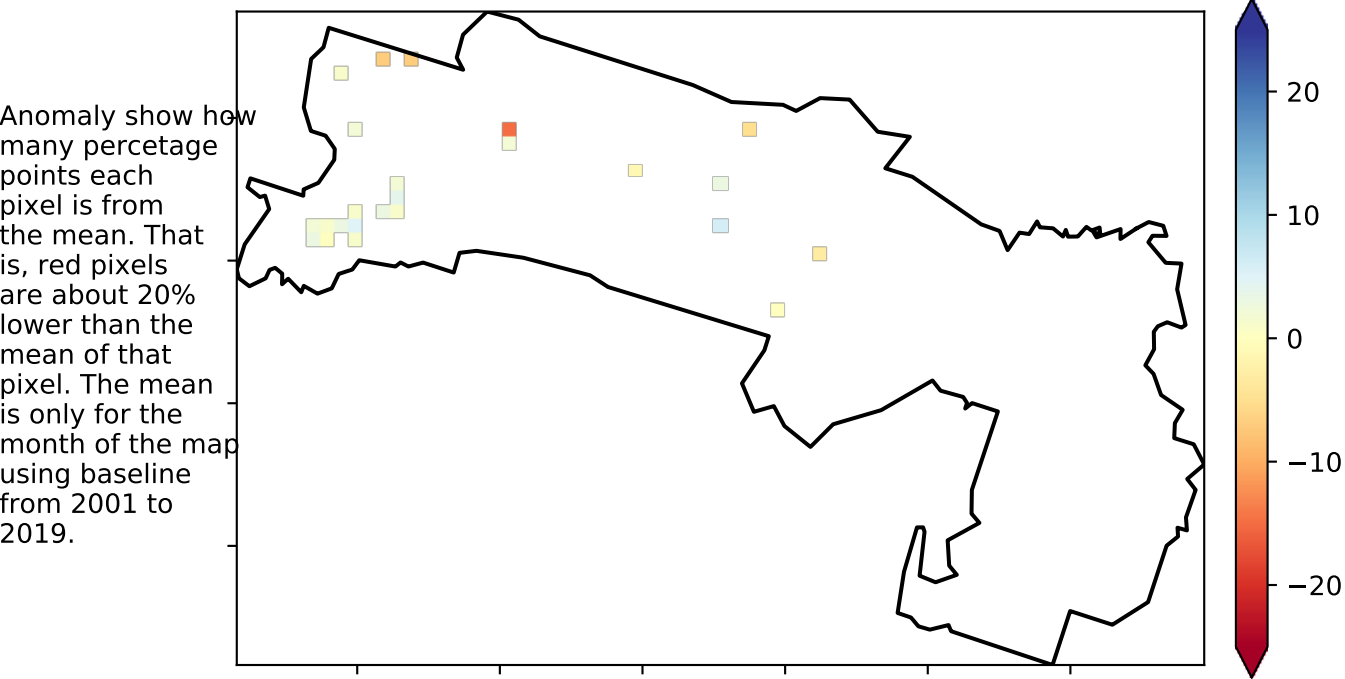 Anomaly show how
many percetage
points each
pixel is from
the mean. That
is, red pixels
are about 20%
lower than the
mean of that
pixel. The mean
is only for the
month of the map
using baseline
from 2001 to
2019.
20
10
0
−10
−20